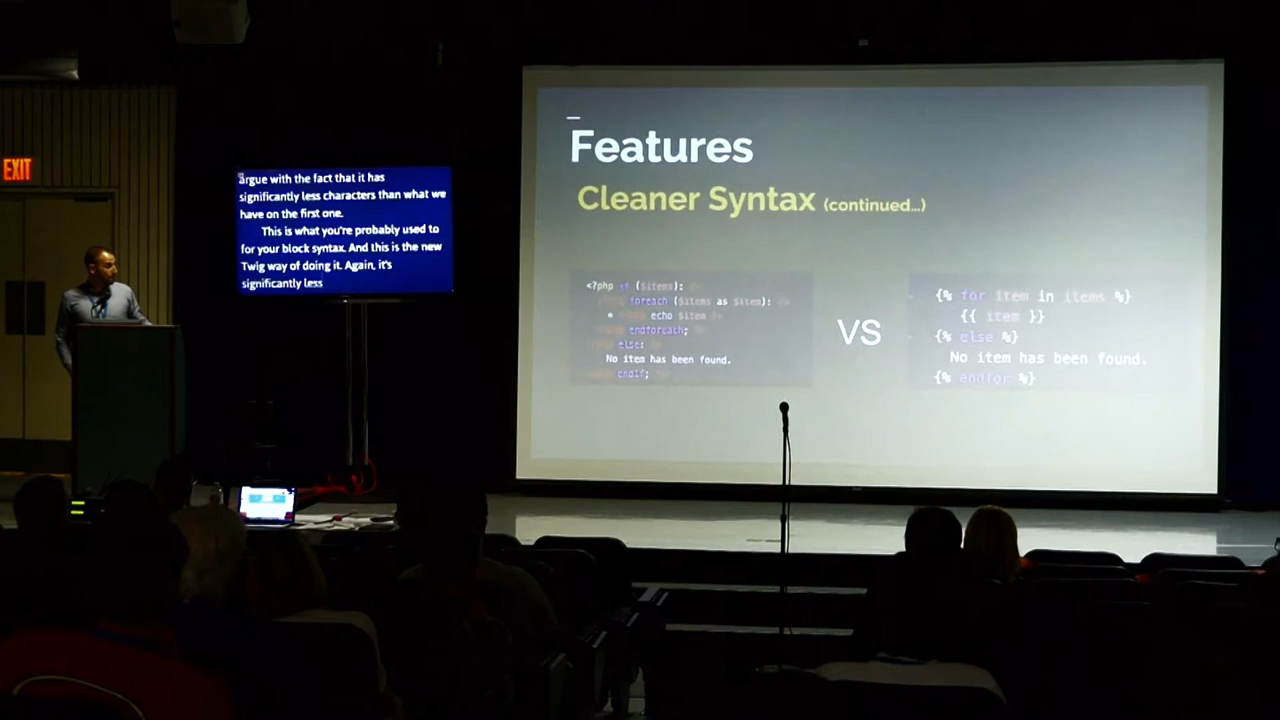 EXIT
argue with the fact that it has
significantly less characters than what we
have on the first one.
This is what you're probably used to
for your block syntax. And this is the new
Twig way of doing it. Again, it's
significantly less
Features
Cleaner Syntax (continued...)
<?php if ($items): ?>
foreach ($items as $item): ?>
echo $item ?>
endforeach; ?>
else: ?>
No item has been found.
endif;
VS
{% for item in items %}
{{ item }}
{% else %}
No item has been found.
{% endfor %}